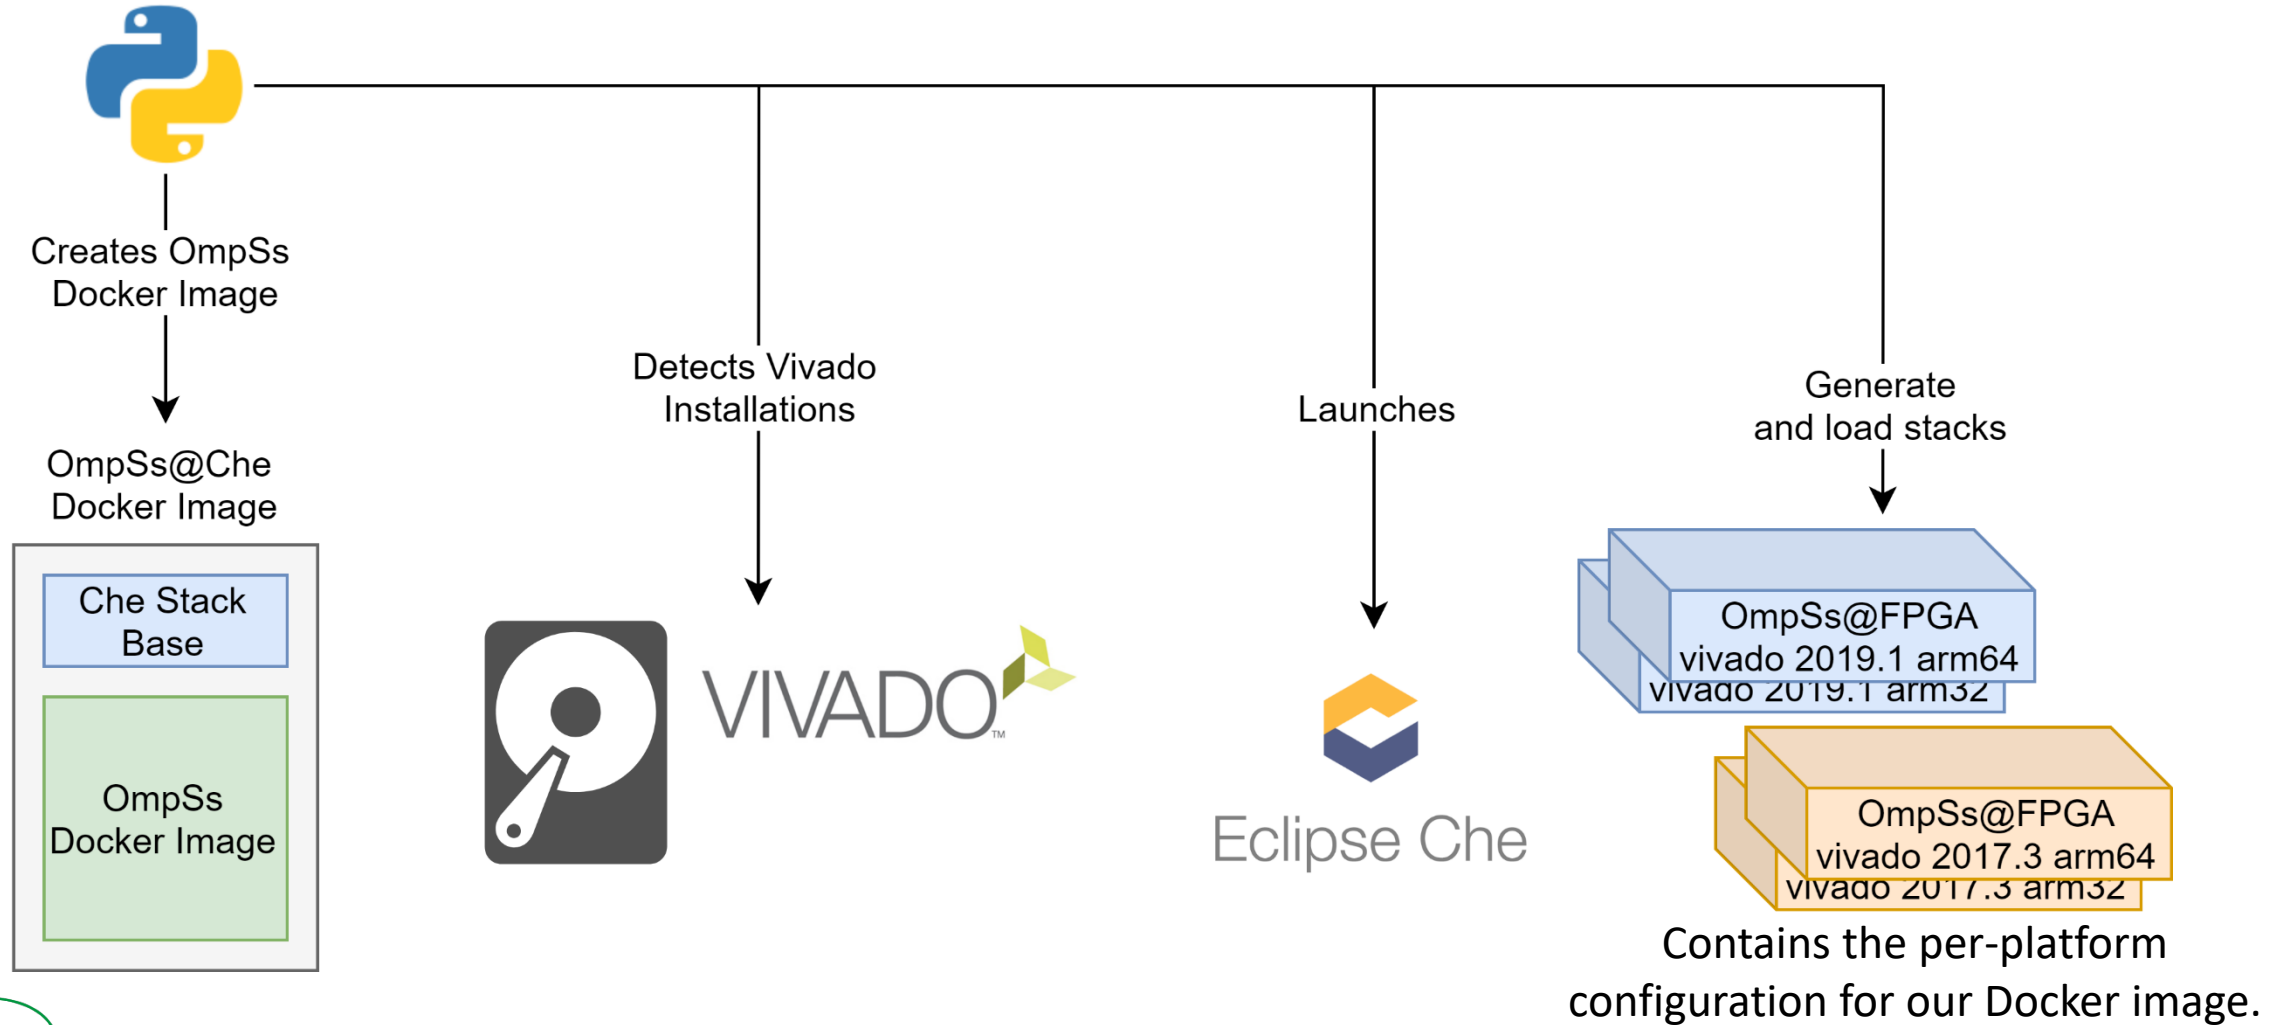 Creates OmpSs
Docker Image
OmpSs@Che
Docker Image
Che Stack
Base
OmpSs
Docker Image
Detects Vivado
Installations
VIVADO™
Launches
Eclipse Che
Generate
and load stacks
OmpSs@FPGA
vivado 2019.1 arm64
vivado 2019.1 arm32
OmpSs@FPGA
vivado 2017.3 arm64
vivado 2017.3 arm32
Contains the per-platform
configuration for our Docker image.